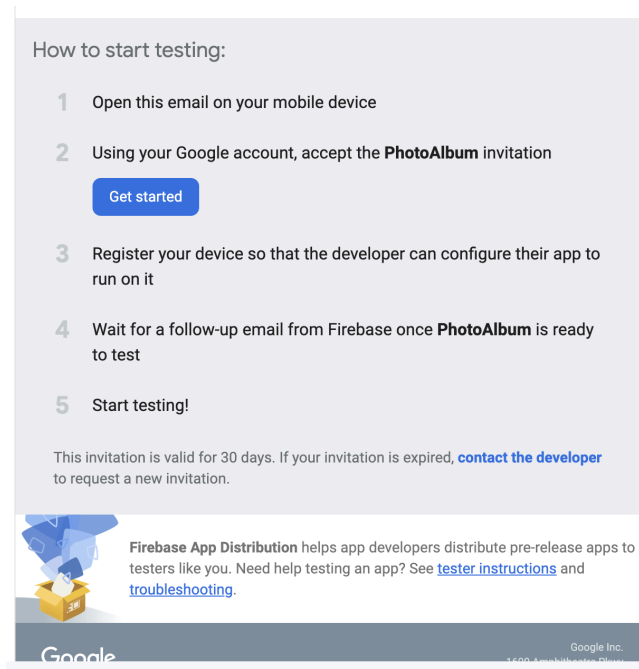 How to start testing:
1 Open this email on your mobile device
2 Using your Google account, accept the PhotoAlbum invitation
Get started
3 Register your device so that the developer can configure their app to
run on it
4 Wait for a follow-up email from Firebase once PhotoAlbum is ready
to test
5 Start testing!
This invitation is valid for 30 days. If your invitation is expired, contact the developer
to request a new invitation.
Firebase App Distribution helps app developers distribute pre-release apps to
testers like you. Need help testing an app? See tester instructions and
troubleshooting.
Google
Google Inc.
1600 Amphitheatre Pkwy